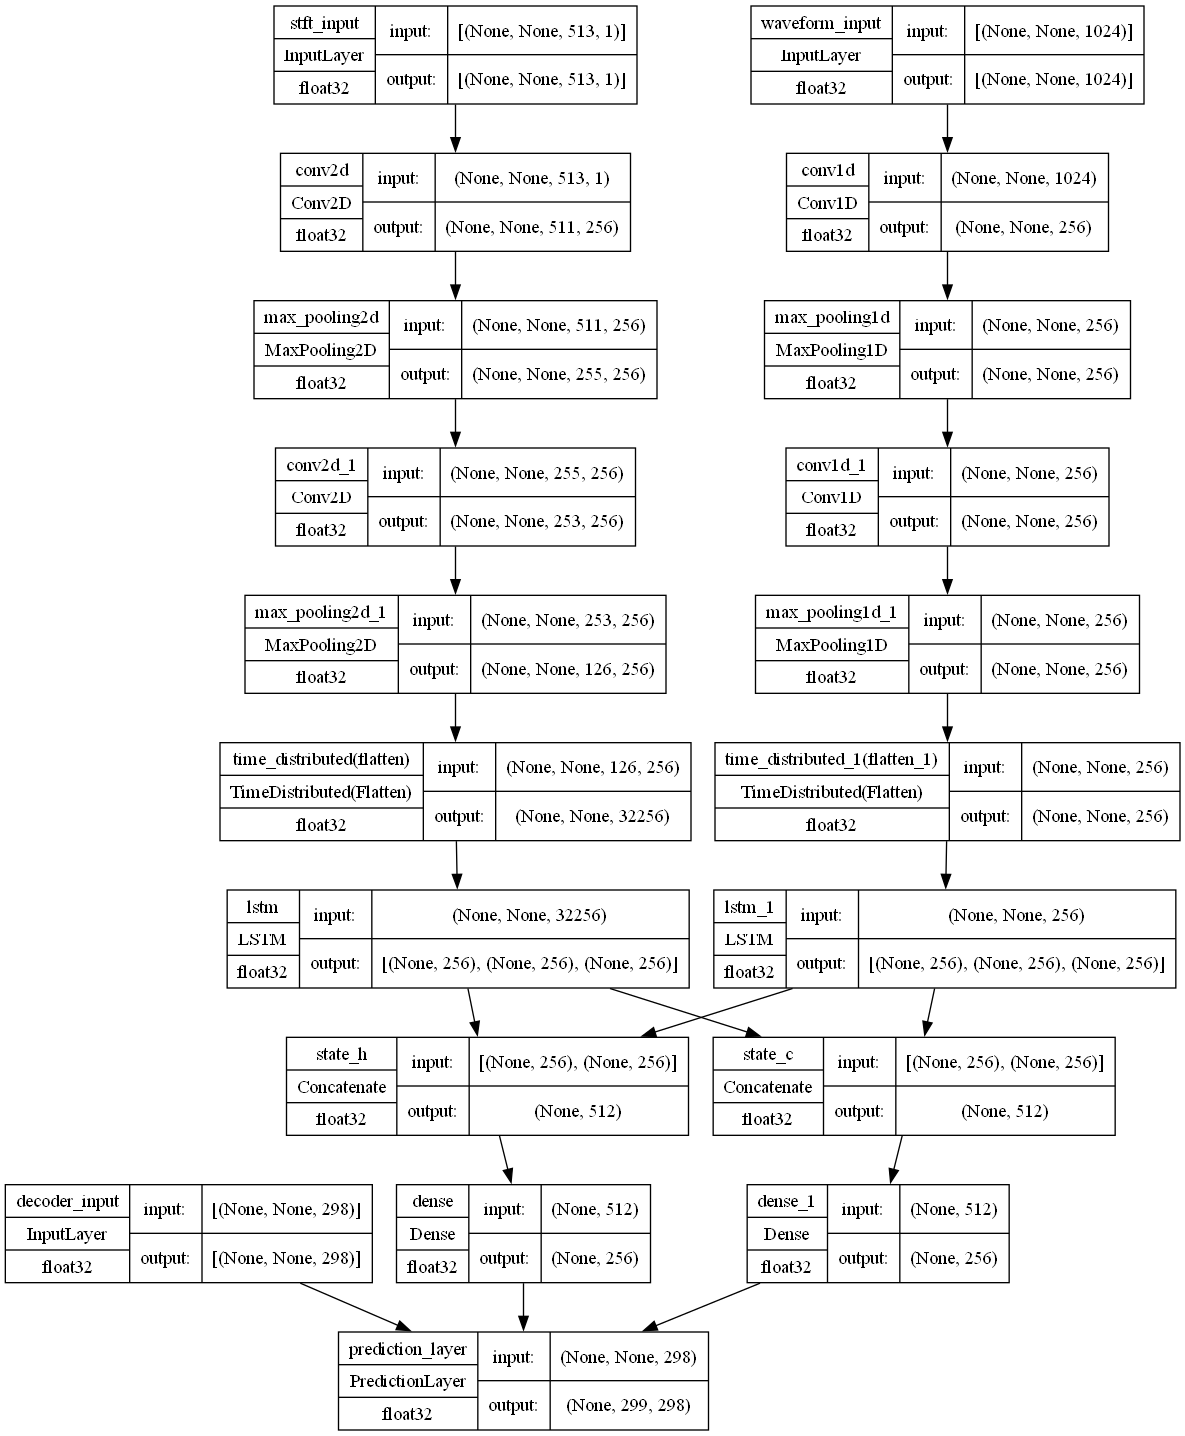 stft_input
InputLayer
float32
input:
[(None, None, 513, 1)]
output:
[(None, None, 513, 1)]
waveform_input
InputLayer
float32
input:
[(None, None, 1024)]
output:
[(None, None, 1024)]
conv2d
Conv2D
float32
input:
(None, None, 513, 1)
output:
(None, None, 511, 256)
conv1d
Conv1D
float32
input:
(None, None, 1024)
output:
(None, None, 256)
max_pooling2d
MaxPooling2D
float32
input:
(None, None, 511, 256)
output:
(None, None, 255, 256)
max_pooling1d
MaxPooling1D
float32
input:
(None, None, 256)
output:
(None, None, 256)
conv2d_1
Conv2D
float32
input:
(None, None, 255, 256)
output:
(None, None, 253, 256)
conv1d_1
Conv1D
float32
input:
(None, None, 256)
output:
(None, None, 256)
max_pooling2d_1
MaxPooling2D
float32
input:
(None, None, 253, 256)
output:
(None, None, 126, 256)
max_pooling1d_1
MaxPooling1D
float32
input:
(None, None, 256)
output:
(None, None, 256)
time_distributed(flatten)
TimeDistributed(Flatten)
float32
input:
(None, None, 126, 256)
output:
(None, None, 32256)
time_distributed_1(flatten_1)
TimeDistributed(Flatten)
float32
input:
(None, None, 256)
output:
(None, None, 256)
lstm
LSTM
float32
input:
(None, None, 32256)
output:
[(None, 256), (None, 256), (None, 256)]
lstm_1
LSTM
float32
input:
(None, None, 256)
output:
[(None, 256), (None, 256), (None, 256)]
state_h
Concatenate
float32
input:
[(None, 256), (None, 256)]
output:
(None, 512)
state_c
Concatenate
float32
input:
[(None, 256), (None, 256)]
output:
(None, 512)
decoder_input
InputLayer
float32
input:
[(None, None, 298)]
output:
[(None, None, 298)]
dense
Dense
float32
input:
(None, 512)
output:
(None, 256)
dense_1
Dense
float32
input:
(None, 512)
output:
(None, 256)
prediction_layer
PredictionLayer
float32
input:
(None, None, 298)
output:
(None, 299, 298)